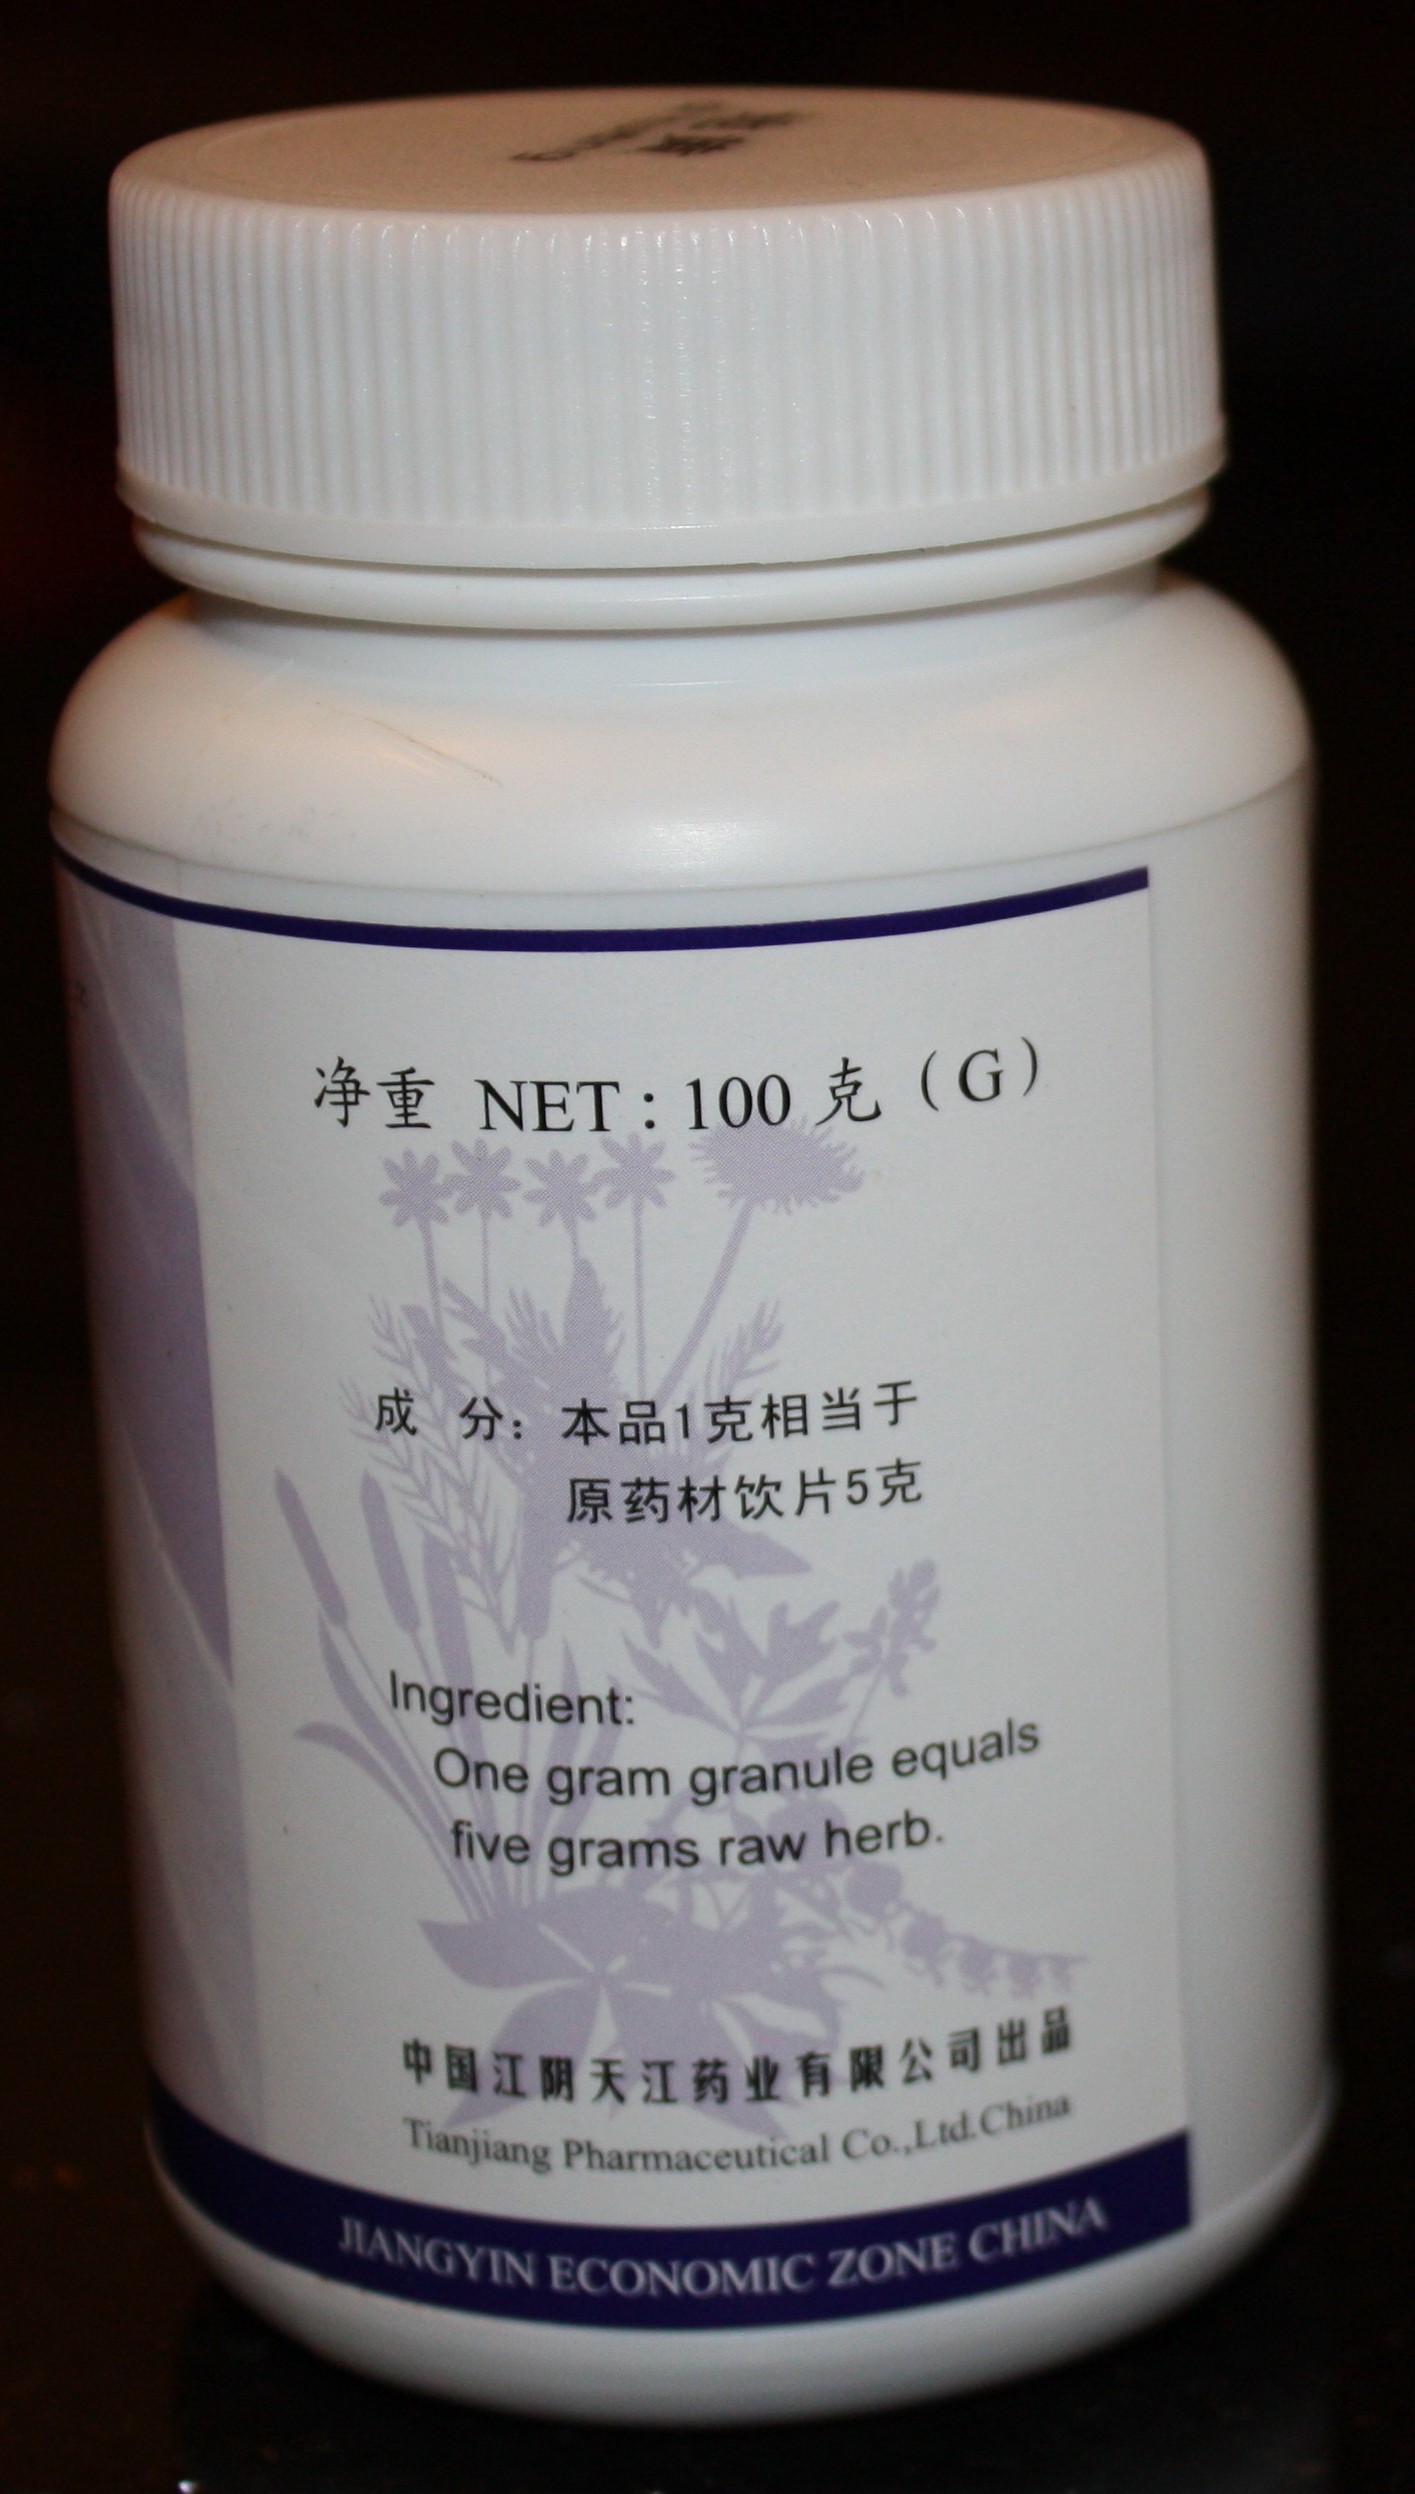 净重 NET : 100 克 （G）
成 分：本品1克相当于
原药材饮片5克
Ingredient:
One gram granule equals
five grams raw herb.
中国江阴天江药业有限公司出品
Tianjiang Pharmaceutical Co.,Ltd.China
JIANGYIN ECONOMIC ZONE CHINA